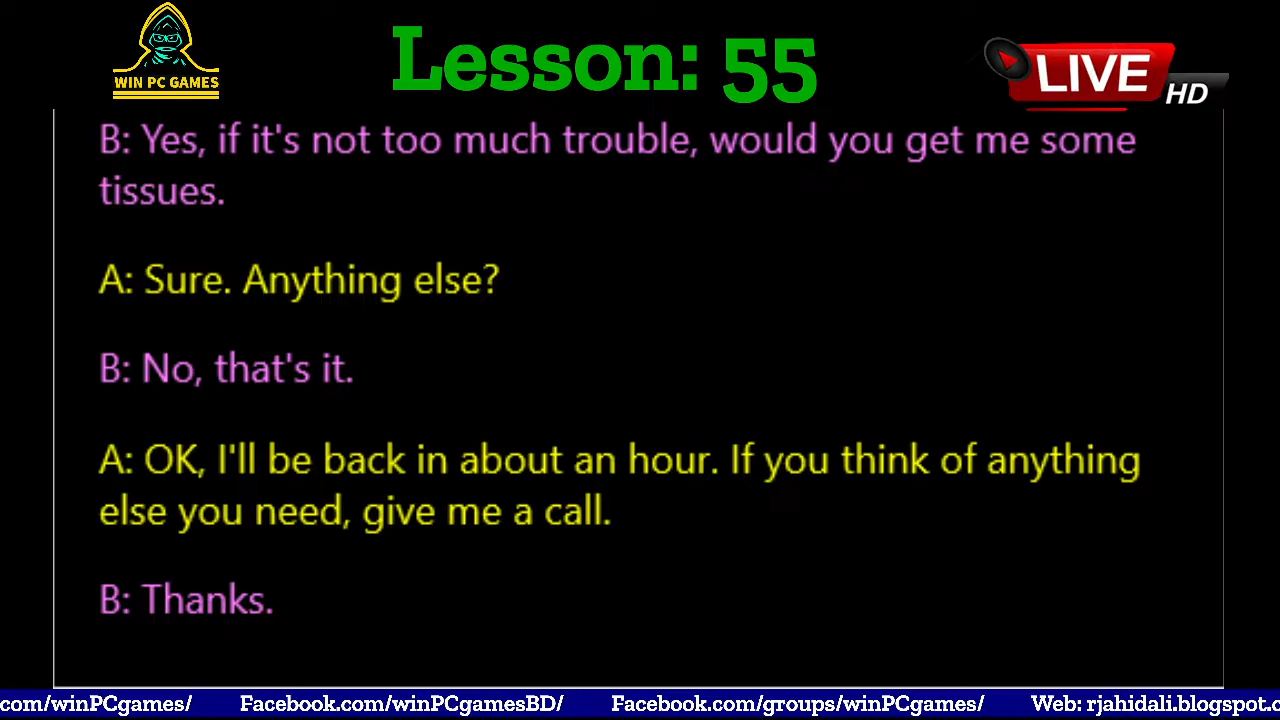 WIN PC GAMES
Lesson: 55
LIVE
HD
B: Yes, if it's not too much trouble, would you get me some
tissues.
A: Sure. Anything else?
B: No, that's it.
A: OK, I'll be back in about an hour. If you think of anything
else you need, give me a call.
B: Thanks.
com/winPCgames/ Facebook.com/winPCgamesBD/ Facebook.com/groups/winPCgames/ Web: rjahidali.blogspot.c